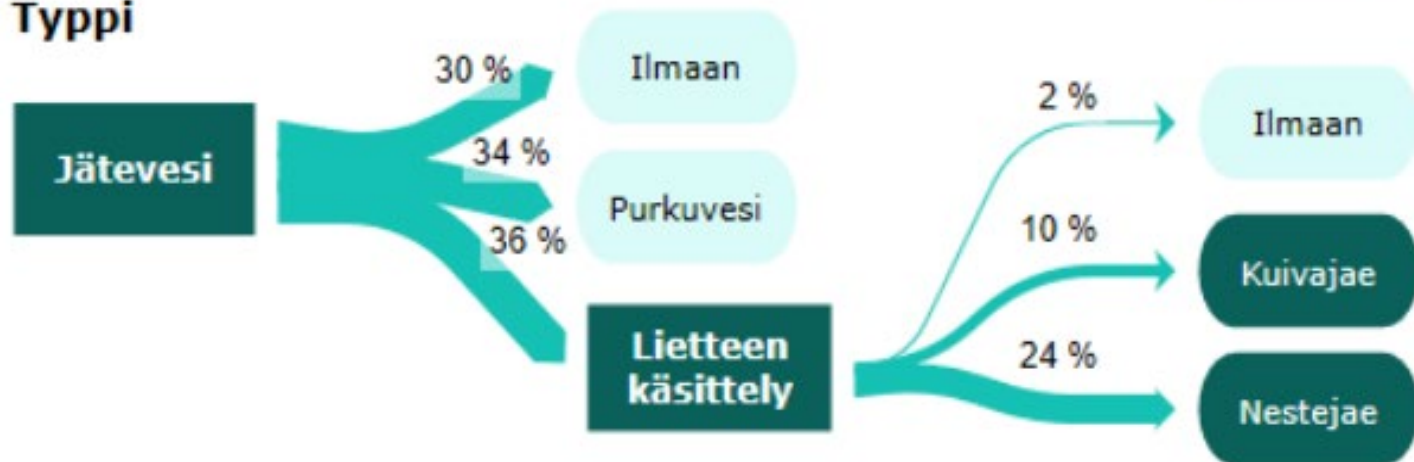 Typpi
Jätevesi
30 %
Ilmaan
34 %
Purkuvesi
36 %
Lietteen
käsittely
2 %
Ilmaan
10 %
Kuivajae
24 %
Nestejae